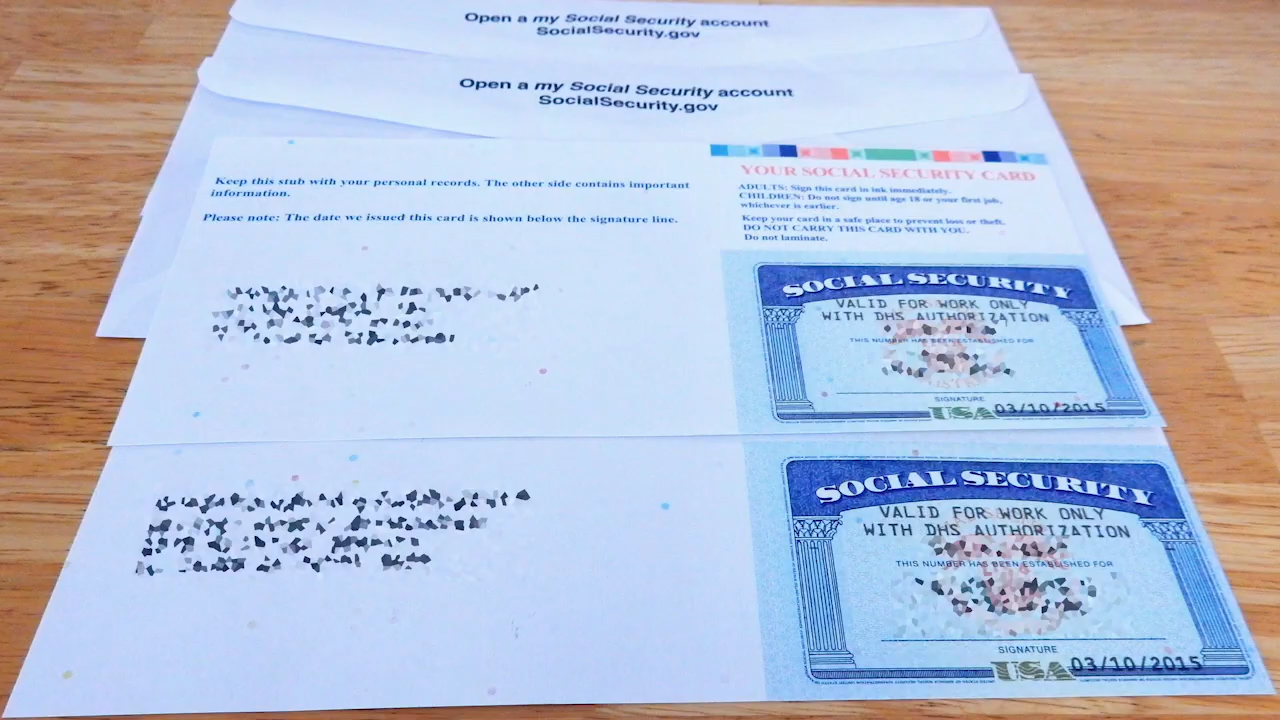 Open a my Social Security account
SocialSecurity.gov
Open a my Social Security account
SocialSecurity.gov
Keep this stub with your personal records. The other side contains important
information.
Please note: The date we issued this card is shown below the signature line.
YOUR SOCIAL SECURITY CARD
ADULTS: Sign this card in ink immediately.
CHILDREN: Do not sign until age 18 or your first job,
whichever is earlier.
Keep your card in a safe place to prevent loss or theft.
DO NOT CARRY THIS CARD WITH YOU.
Do not laminate.
SOCIAL SECURITY
VALID FOR WORK ONLY
WITH DHS AUTHORIZATION
THIS NUMBER HAS BEEN ESTABLISHED FOR
SIGNATURE
USA 03/10/2015
SOCIAL SECURITY
VALID FOR WORK ONLY
WITH DHS AUTHORIZATION
THIS NUMBER HAS BEEN ESTABLISHED FOR
SIGNATURE
USA 03/10/2015